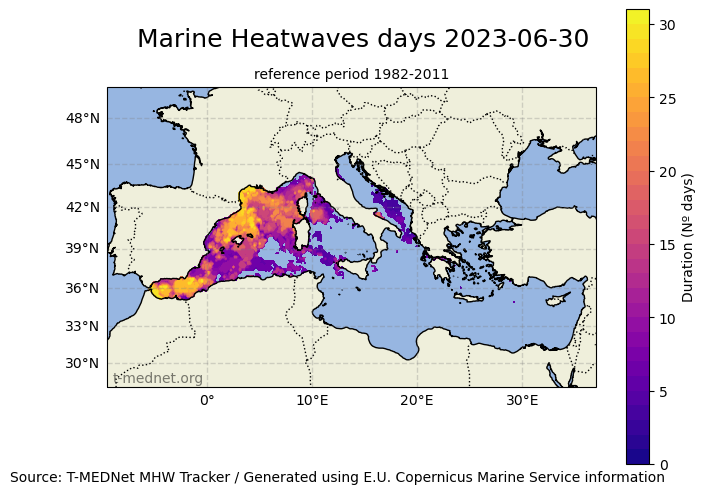 Marine Heatwaves days 2023-06-30
reference period 1982-2011
48°N
45°N
42°N
39°N
36°N
33°N
30°N
t-mednet.org
0°
10°E
20°E
30°E
30
25
20
15
10
5
0
Duration (Nº days)
Source: T-MEDNet MHW Tracker / Generated using E.U. Copernicus Marine Service information